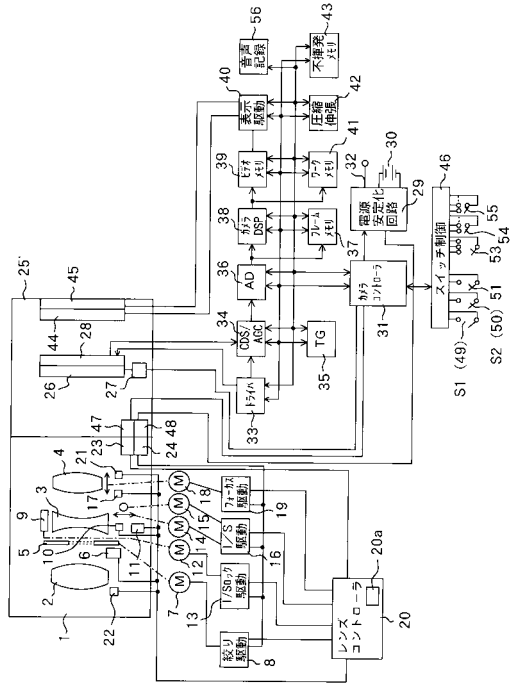 56
音声記録
43
不揮発メモリ
40
表示駆動
42
圧縮伸張
39
ビデオメモリ
41
ワークメモリ
30
32
38
カメラDSP
フレームメモリ
37
電源安定化回路
29
46
スイッチ制御
55
54
53
51
S1 (49)
S2 (50)
36
AD
カメラコントローラ
31
34
CDS/AGC
TG
35
ドライバ
33
25
45
44
28
26
27
47
23
48
24
21
4
17
3
9
5
10
6
11
2
1
22
M
18
M
15
M
14
M
12
M
7
フォーカス駆動
19
I/S駆動
16
I/Sロック駆動
13
絞り駆動
8
20a
レンズコントローラ
20